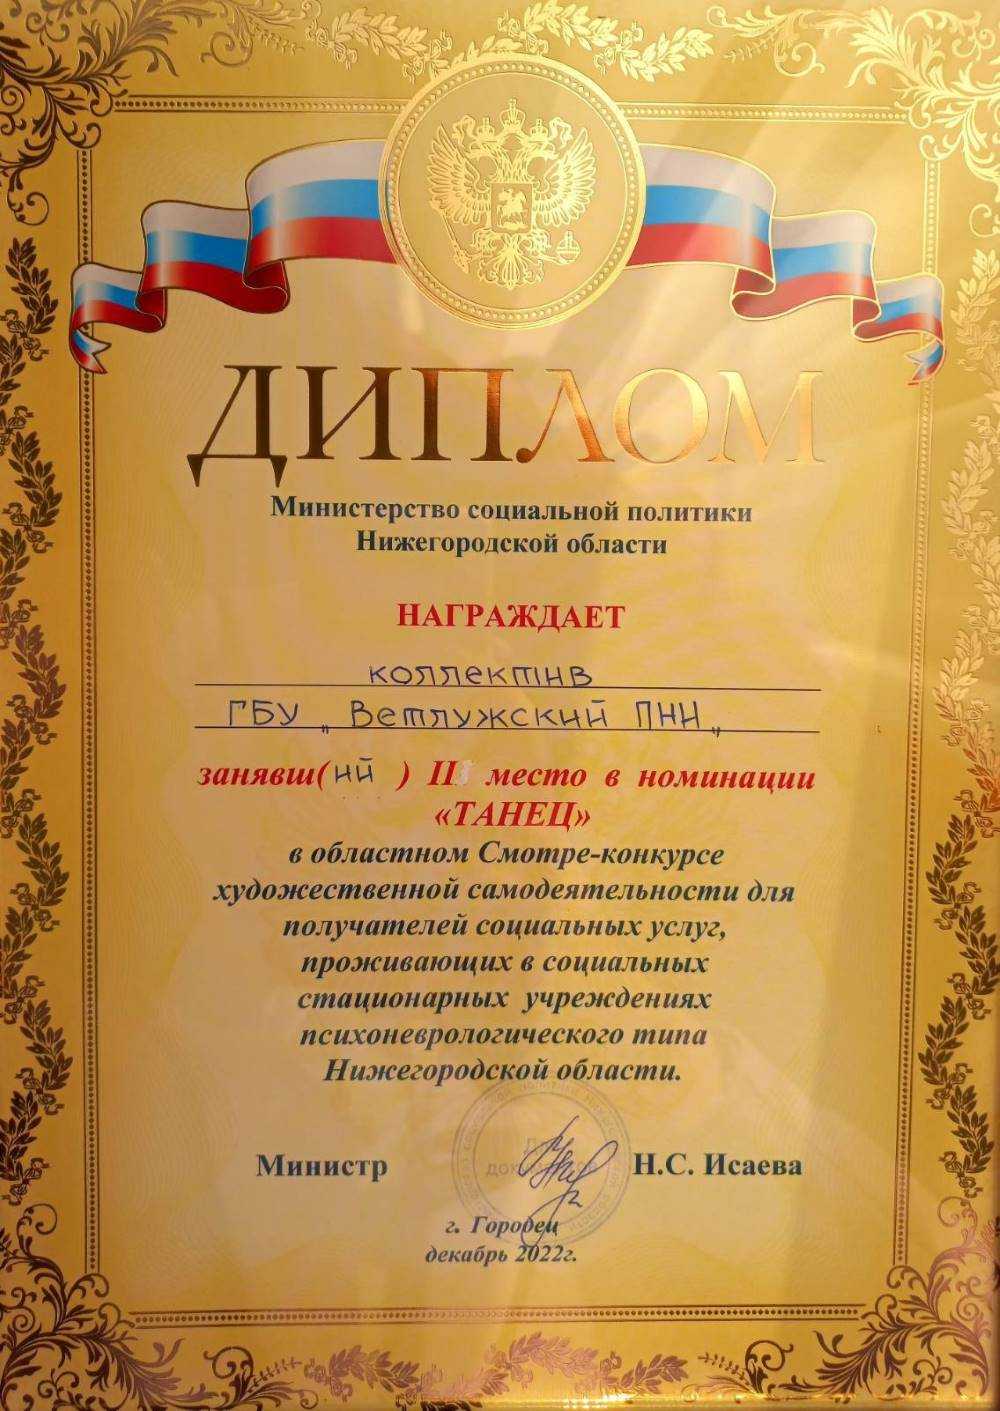 ДИПЛОМ
Министерство социальной политики
Нижегородской области
НАГРАЖДАЕТ
коллектив
ГБУ „Ветлужский ПНИ„
занявш(ий ) II место в номинации
«ТАНЕЦ»
в областном Смотре-конкурсе
художественной самодеятельности для
получателей социальных услуг,
проживающих в социальных
стационарных учреждениях
психоневрологического типа
Нижегородской области.
Министр Н.С. Исаева
г. Городец
декабрь 2022г.